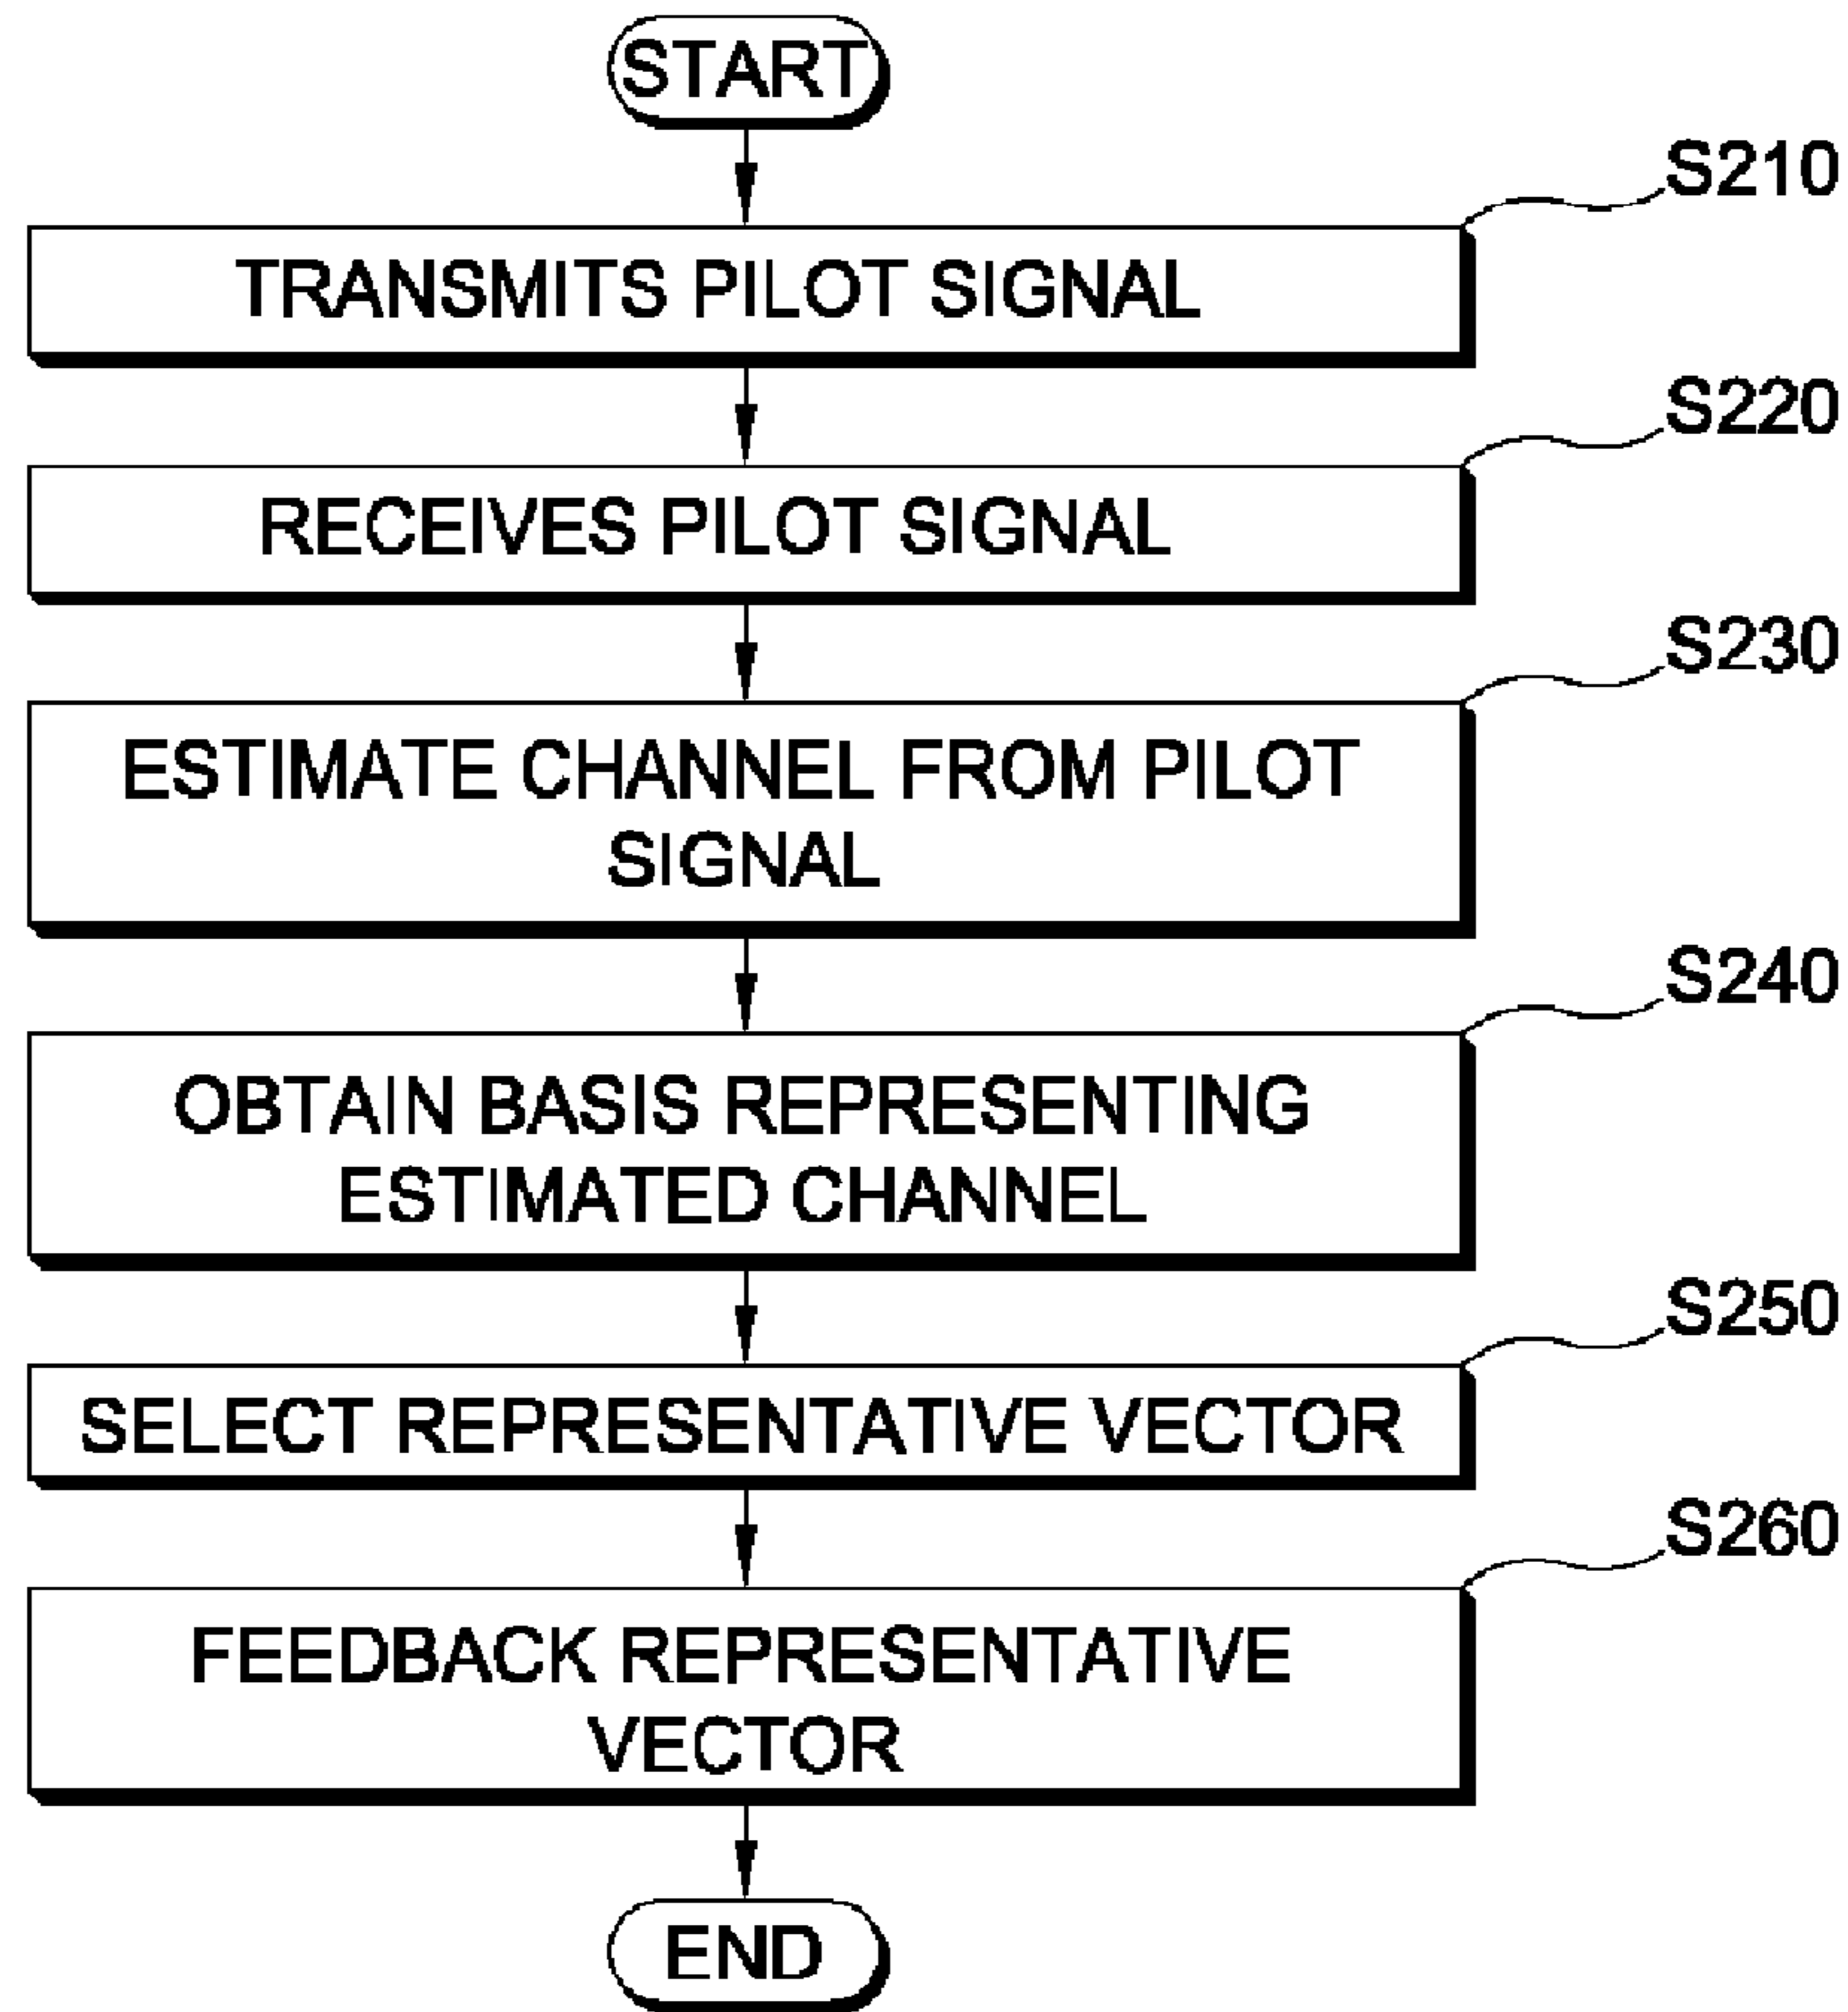 START
S210
TRANSMITS PILOT SIGNAL
S220
RECEIVES PILOT SIGNAL
S230
ESTIMATE CHANNEL FROM PILOT
SIGNAL
S240
OBTAIN BASIS REPRESENTING
ESTIMATED CHANNEL
S250
SELECT REPRESENTATIVE VECTOR
S260
FEEDBACK REPRESENTATIVE
VECTOR
END